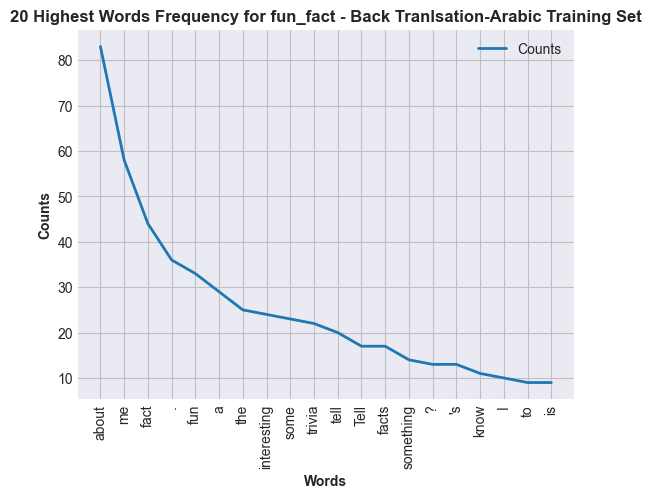 20 Highest Words Frequency for fun_fact - Back Tranlsation-Arabic Training Set
Counts
80
70
60
50
40
30
20
10
Counts
about
me
fact
.
fun
a
the
interesting
some
trivia
tell
Tell
facts
something
?
's
know
I
to
is
Words